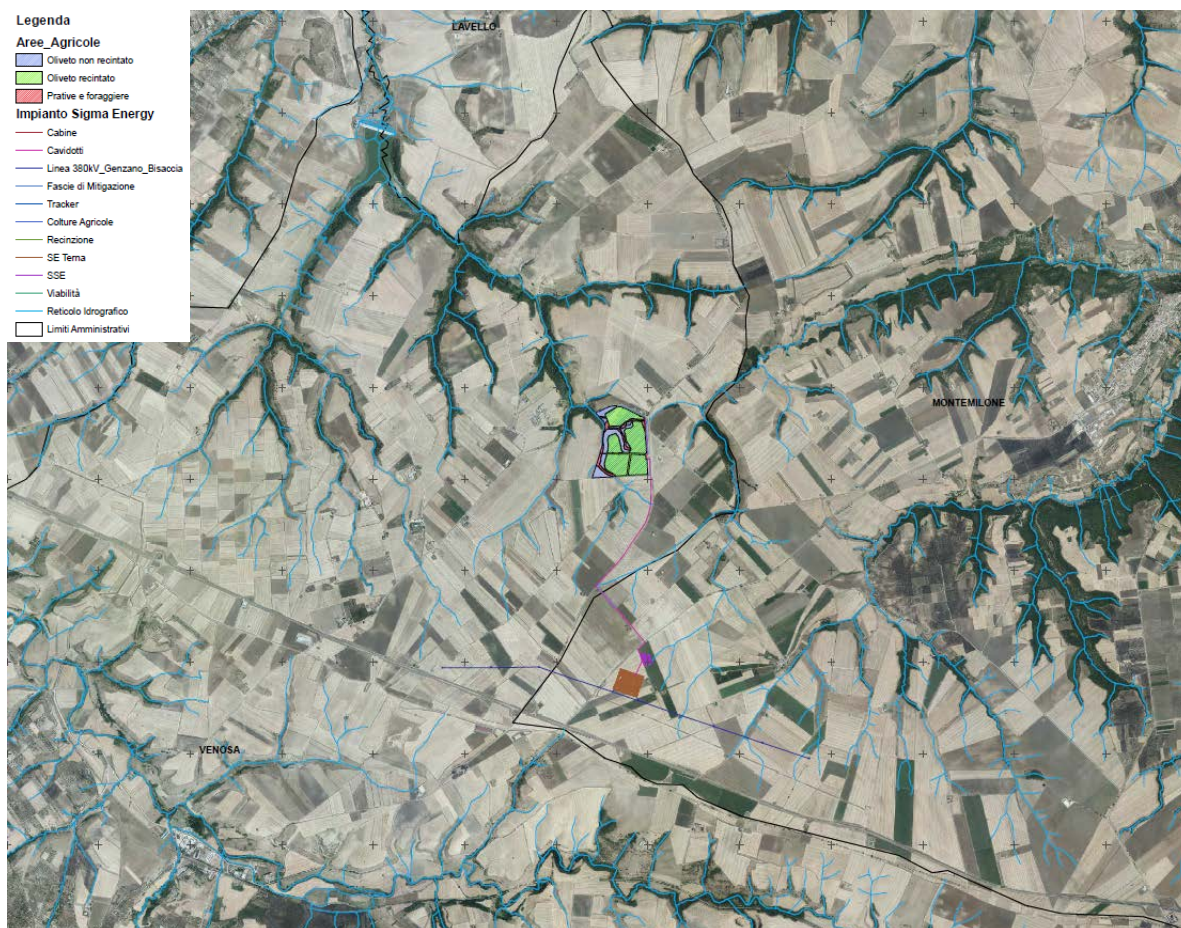 Legenda
Aree_Agricole
Oliveto non recintato
Oliveto recintato
Prative e foraggiere
Impianto Sigma Energy
Cabine
Cavidotti
Linea 380kV_Genzano_Bisaccia
Fascie di Mitigazione
Tracker
Colture Agricole
Recinzione
SE Terna
SSE
Viabilità
Reticolo Idrografico
Limiti Amministrativi
LAVELLO
MONTEMILONE
VENOSA